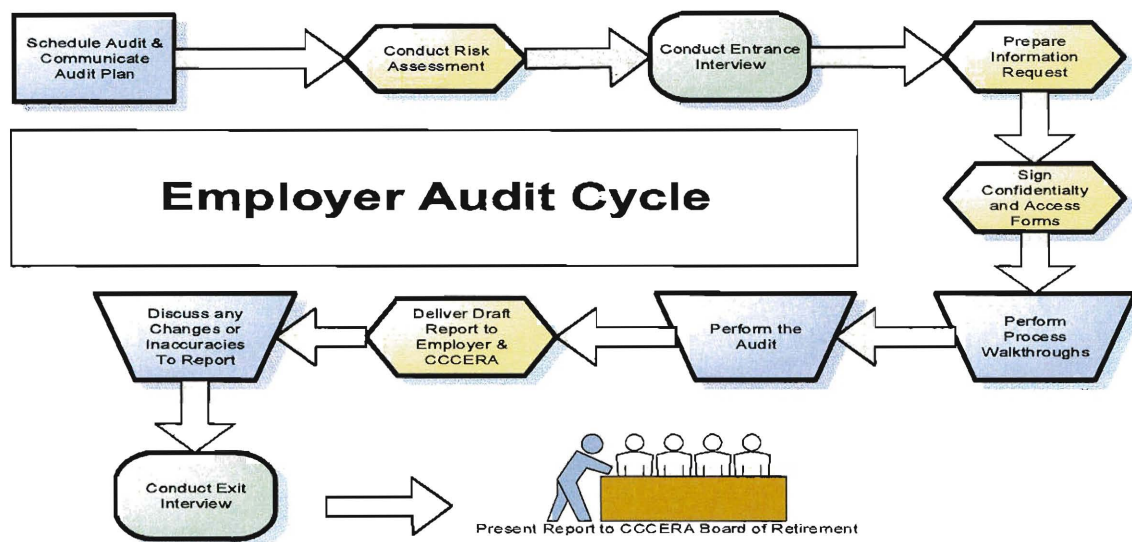 Schedule Audit &
Communicate
Audit Plan
Conduct Risk
Assessment
Conduct Entrance
Interview
Prepare
Information
Request
Sign
Confidentialty
and Access
Forms
Employer Audit Cycle
Perform
Process
Walkthroughs
Perform the
Audit
Deliver Draft
Report to
Employer &
CCCERA
Discuss any
Changes or
Inaccuracies
To Report
Conduct Exit
Interview
Present Report to CCCERA Board of Retirement